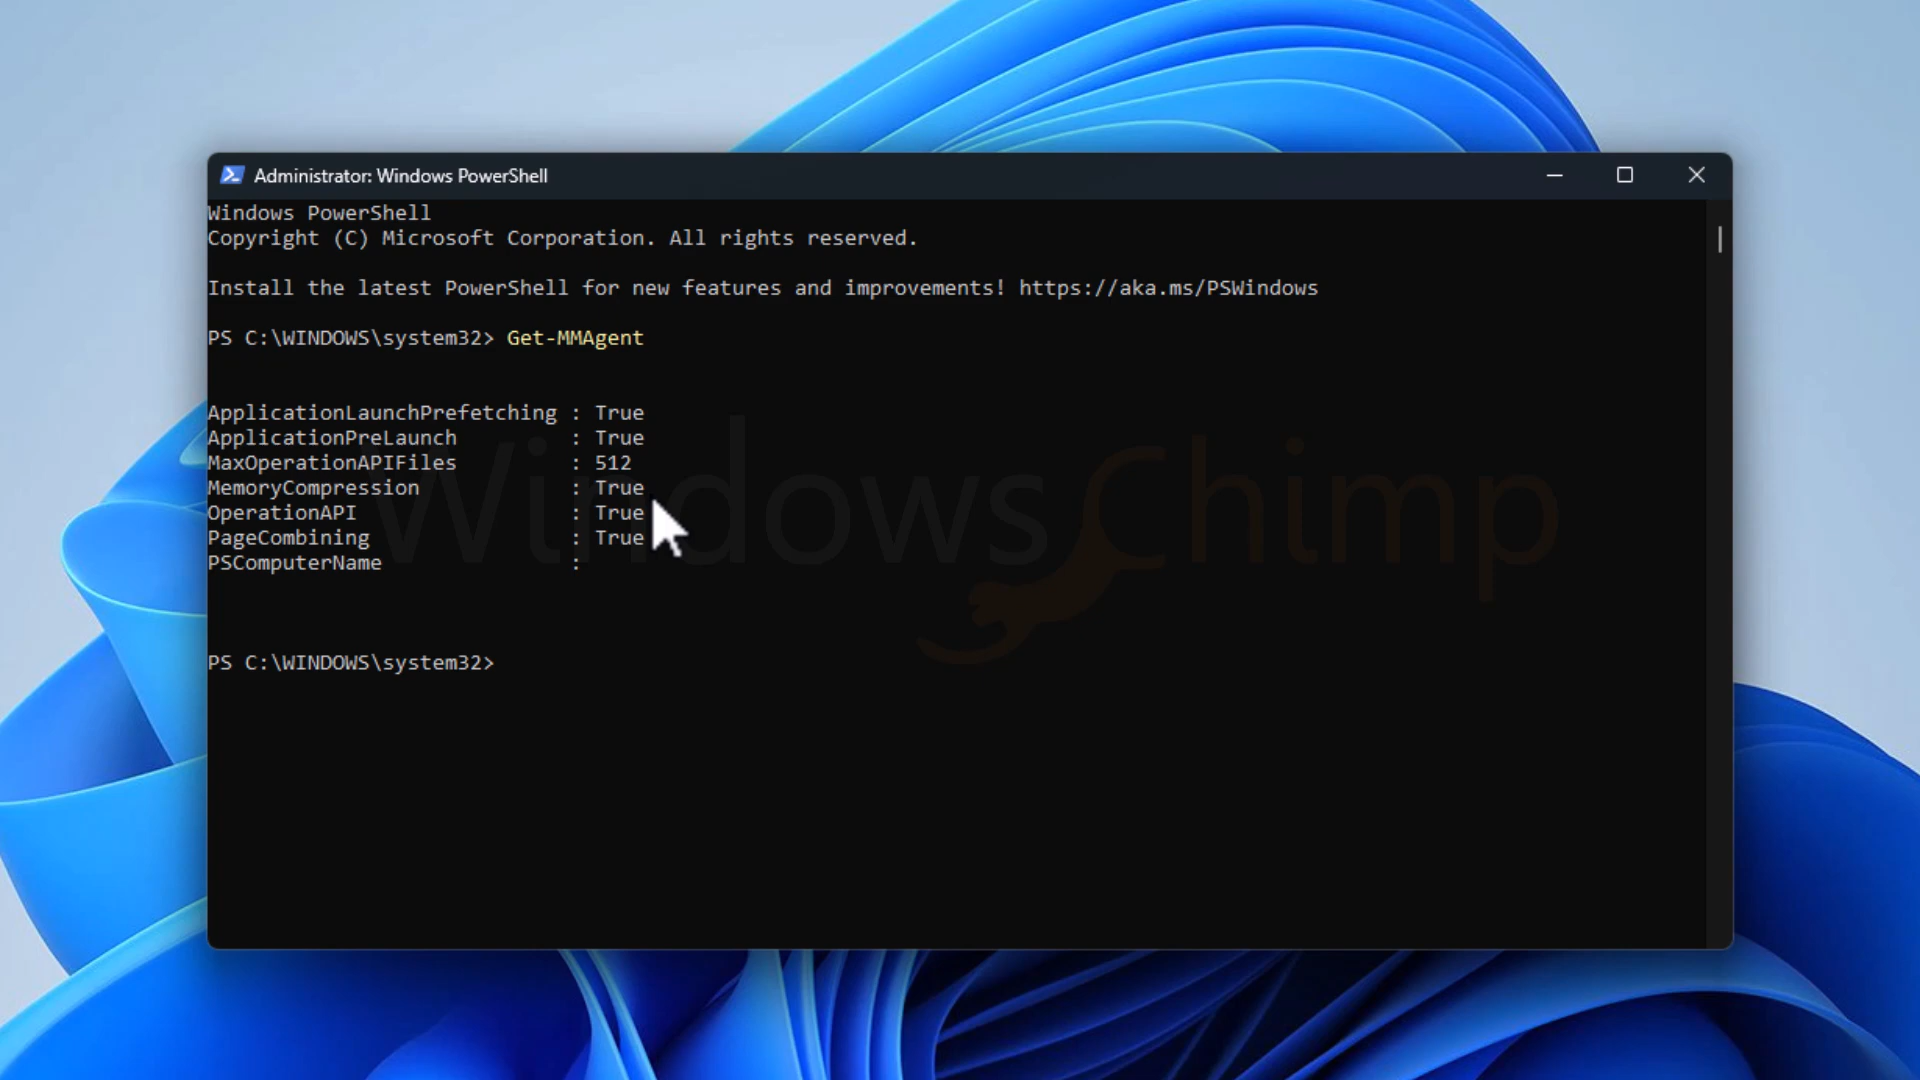 Administrator: Windows PowerShell
Windows PowerShell
Copyright (C) Microsoft Corporation. All rights reserved.
Install the latest PowerShell for new features and improvements! https://aka.ms/PSWindows
PS C:\WINDOWS\system32> Get-MMAgent
ApplicationLaunchPrefetching : True
ApplicationPreLaunch : True
MaxOperationAPIFiles : 512
MemoryCompression : True
OperationAPI : True
PageCombining : True
PSComputerName :
WindowsChimp
PS C:\WINDOWS\system32>